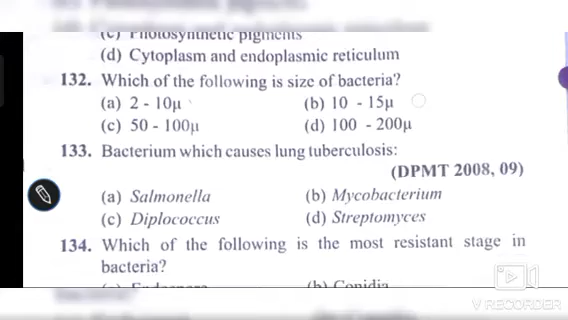 (c) Photosynthetic pigments
(d) Cytoplasm and endoplasmic reticulum
132. Which of the following is size of bacteria?
(a) 2 - 10µ (b) 10 - 15µ
(c) 50 - 100µ (d) 100 - 200µ
133. Bacterium which causes lung tuberculosis:
(DPMT 2008, 09)
(a) Salmonella (b) Mycobacterium
(c) Diplococcus (d) Streptomyces
134. Which of the following is the most resistant stage in
bacteria?
(b) Conidia
V RECORDER